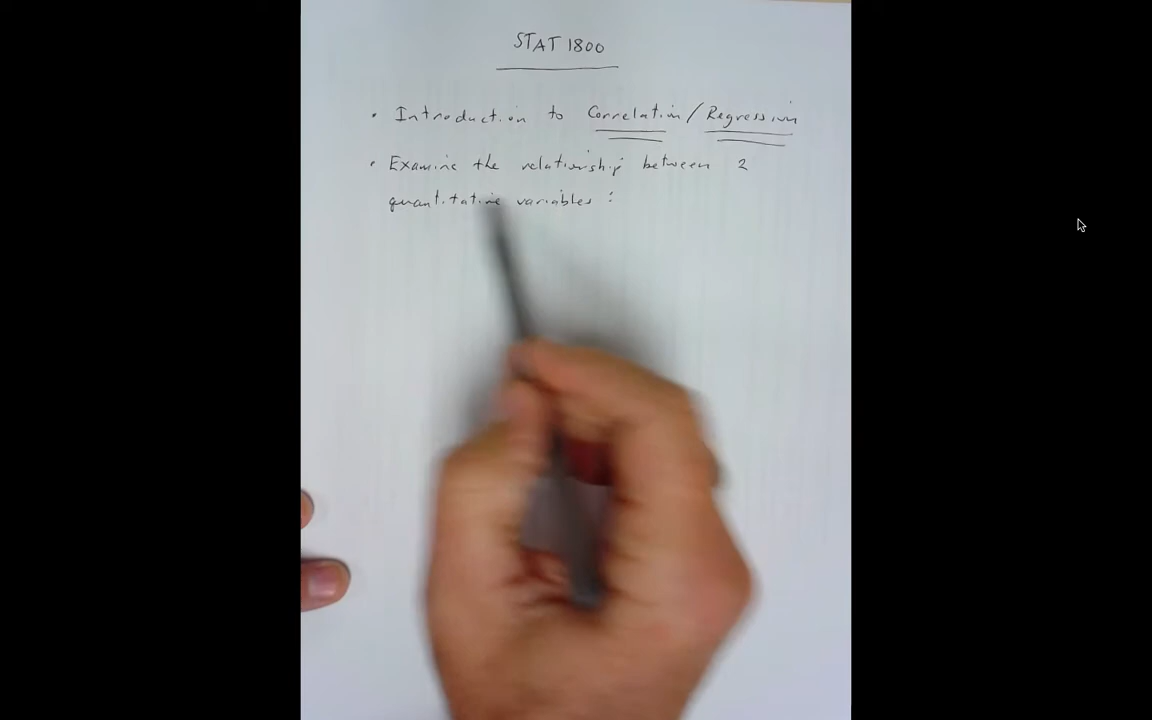 STAT 1800
• Introduction to Correlation/Regression
• Examine the relationship between 2
quantitative variables :